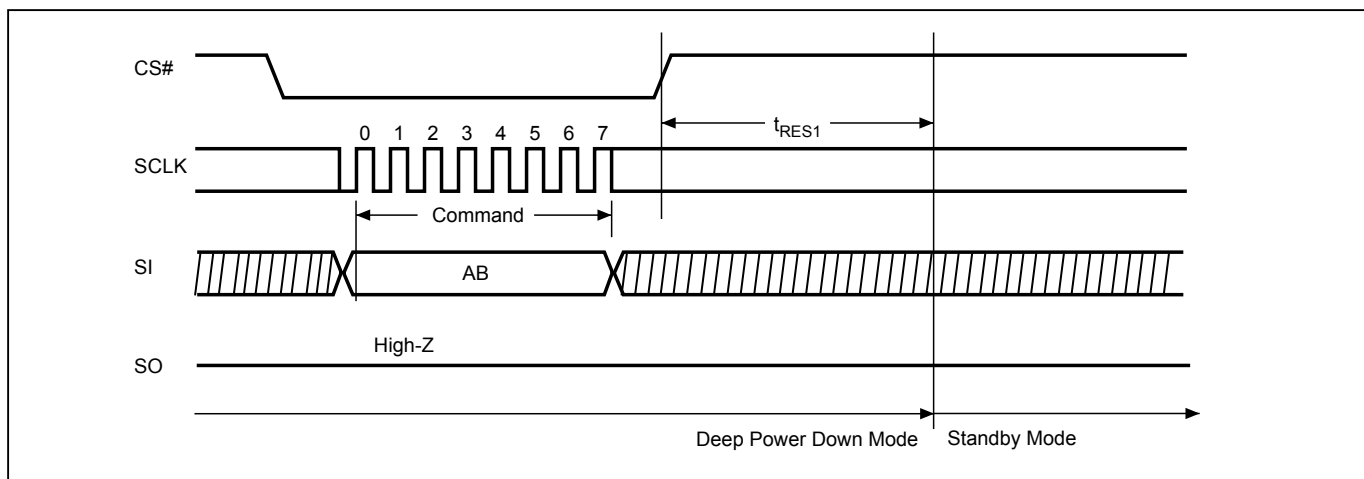 CS#
t_RES1
0 1 2 3 4 5 6 7
SCLK
Command
SI
AB
High-Z
SO
Deep Power Down Mode Standby Mode